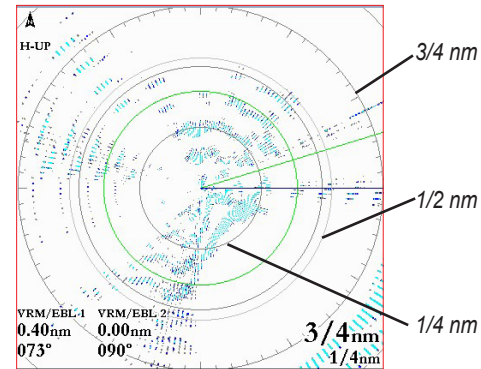 H-UP
3/4 nm
1/2 nm
1/4 nm
VRM/EBL 1 VRM/EBL 2
0.40nm 0.00nm
073° 090°
3/4nm
1/4nm